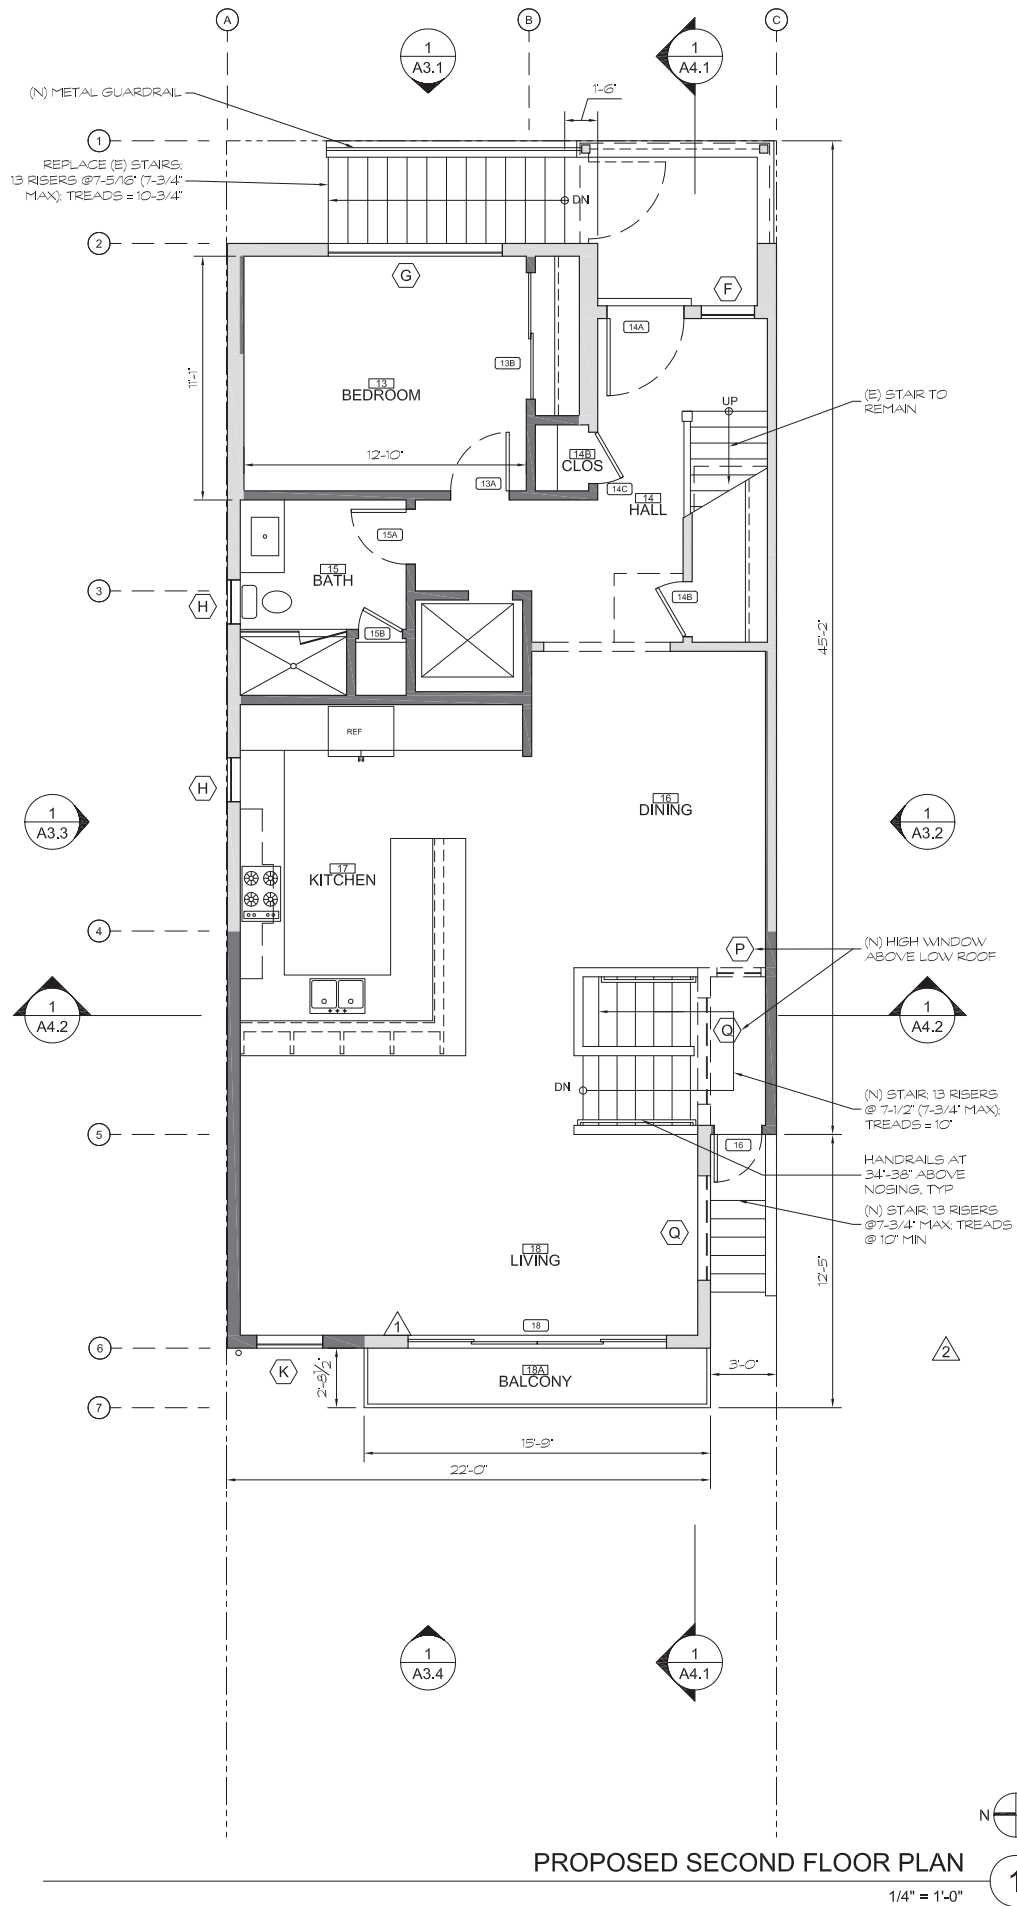 A
B
C
1
A3.1
1
A4.1
(N) METAL GUARDRAIL
1'-6"
1
REPLACE (E) STAIRS:
13 RISERS @7-5/16" (7-3/4"
MAX); TREADS = 10-3/4"
DN
2
G
F
14A
13B
11'-1"
13
BEDROOM
UP
(E) STAIR TO
REMAIN
12'-10"
14B
CLOS
13A
14C
14
HALL
15A
15
BATH
3
H
14B
15B
45'-2"
REF
H
16
DINING
1
A3.3
1
A3.2
17
KITCHEN
4
P
(N) HIGH WINDOW
ABOVE LOW ROOF
1
A4.2
Q
1
A4.2
DN
(N) STAIR; 13 RISERS
@ 7-1/2" (7-3/4" MAX);
TREADS = 10"
5
16
HANDRAILS AT
34"-38" ABOVE
NOSING, TYP
(N) STAIR; 13 RISERS
@7-3/4" MAX; TREADS
@ 10" MIN
Q
18
LIVING
12'-5"
1
18
6
2
K
2'-8 1/2"
18A
BALCONY
3'-0"
7
15'-9"
22'-0"
1
A3.4
1
A4.1
N
PROPOSED SECOND FLOOR PLAN
1
1/4" = 1'-0"